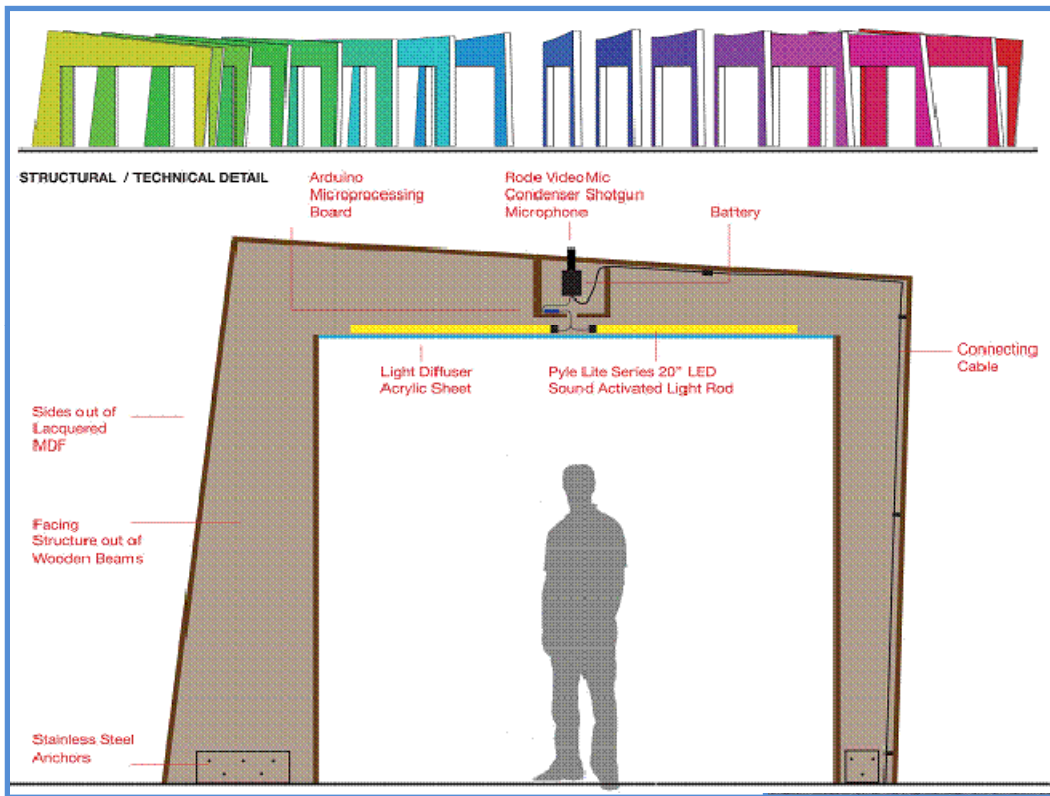 STRUCTURAL / TECHNICAL DETAIL
Arduino
Microprocessing
Board
Rode VideoMic
Condenser Shotgun
Microphone
Battery
Light Diffuser
Acrylic Sheet
Pyle Lite Series 20" LED
Sound Activated Light Rod
Connecting
Cable
Sides out of
Lacquered
MDF
Facing
Structure out of
Wooden Beams
Stainless Steel
Anchors